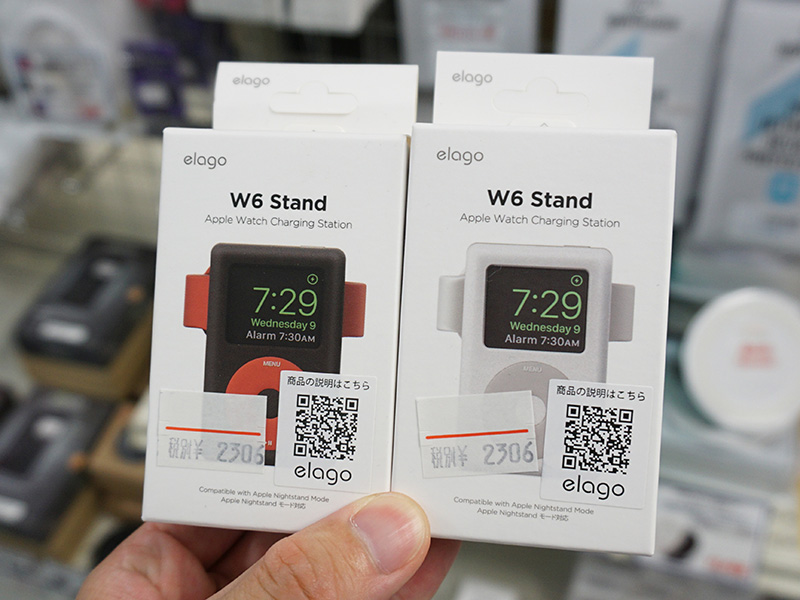 elago
elago
W6 Stand
Apple Watch Charging Station
7:29
Wednesday 9
Alarm 7:30AM
MENU
商品の説明はこちら
税別¥ 2306
elago
Compatible with Apple Nightstand Mode
Apple Nightstand モード対応
elago
elago
W6 Stand
Apple Watch Charging Station
7:29
Wednesday 9
Alarm 7:30AM
MENU
商品の説明はこちら
税別¥ 2306
elago
Compatible with Apple Nightstand Mode
Apple Nightstand モード対応